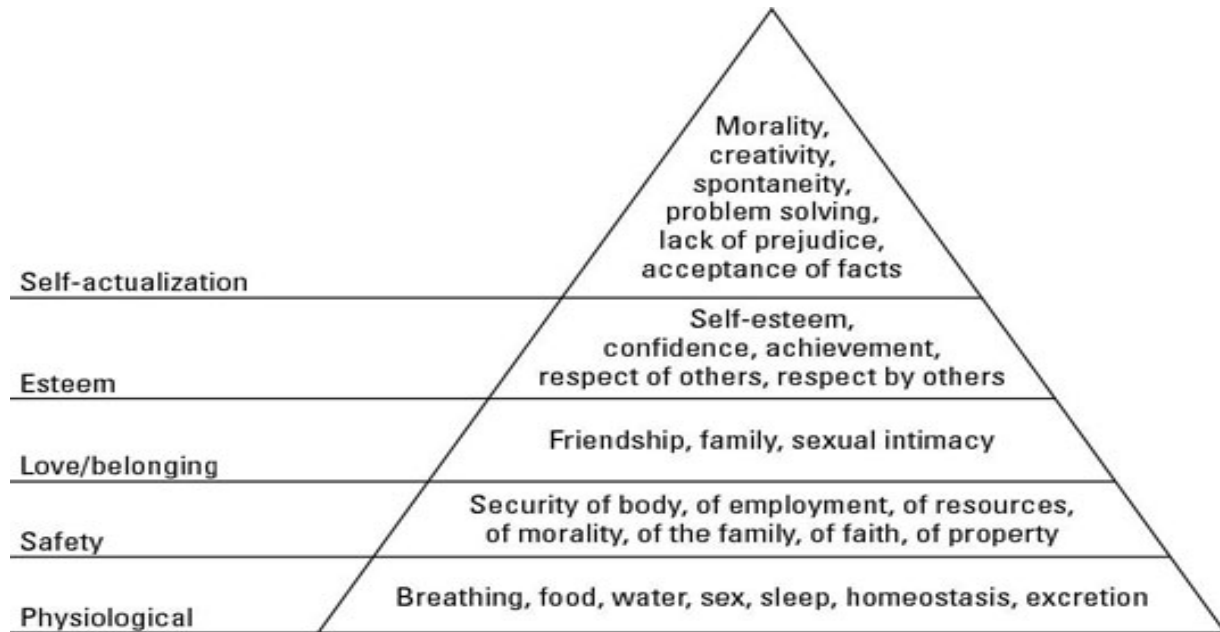 Morality,
creativity,
spontaneity,
problem solving,
lack of prejudice,
acceptance of facts
Self-actualization
Self-esteem,
confidence, achievement,
respect of others, respect by others
Esteem
Friendship, family, sexual intimacy
Love/belonging
Security of body, of employment, of resources,
of morality, of the family, of faith, of property
Safety
Breathing, food, water, sex, sleep, homeostasis, excretion
Physiological